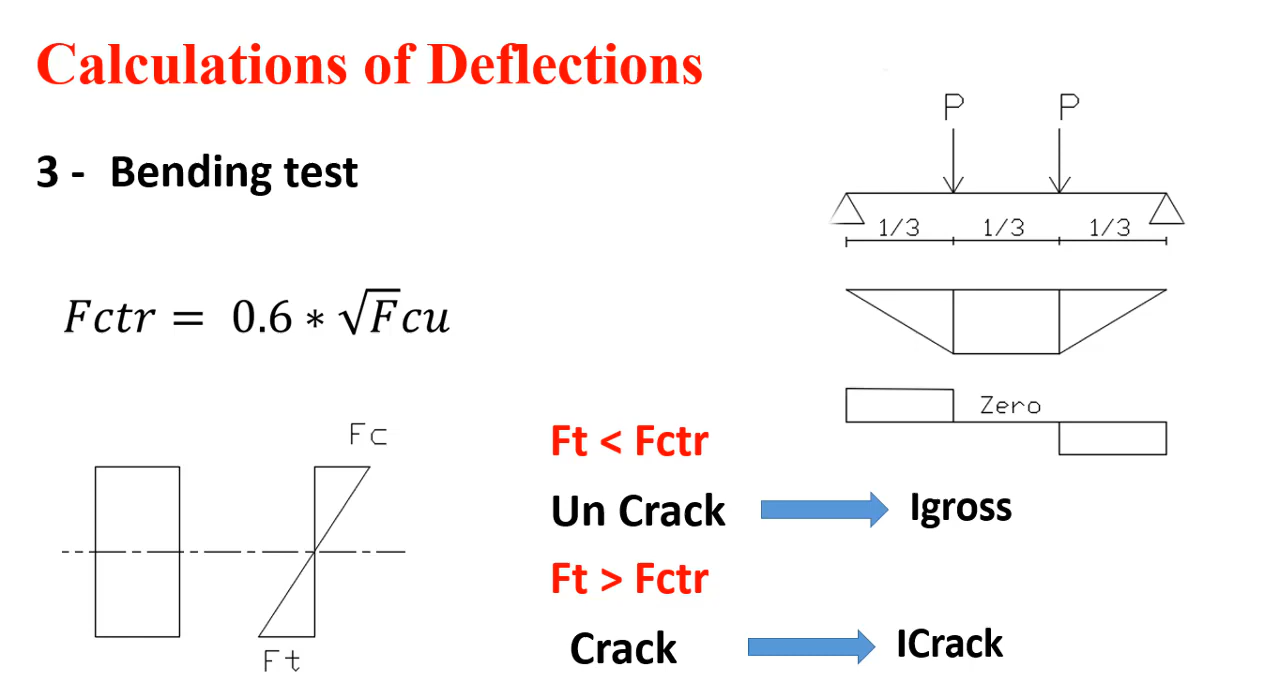 Calculations of Deflections
3 - Bending test
Fctr = 0.6 * √Fcu
P P
1/3 1/3 1/3
Zero
Fc
Ft
Ft < Fctr
Un Crack
Igross
Ft > Fctr
Crack
ICrack